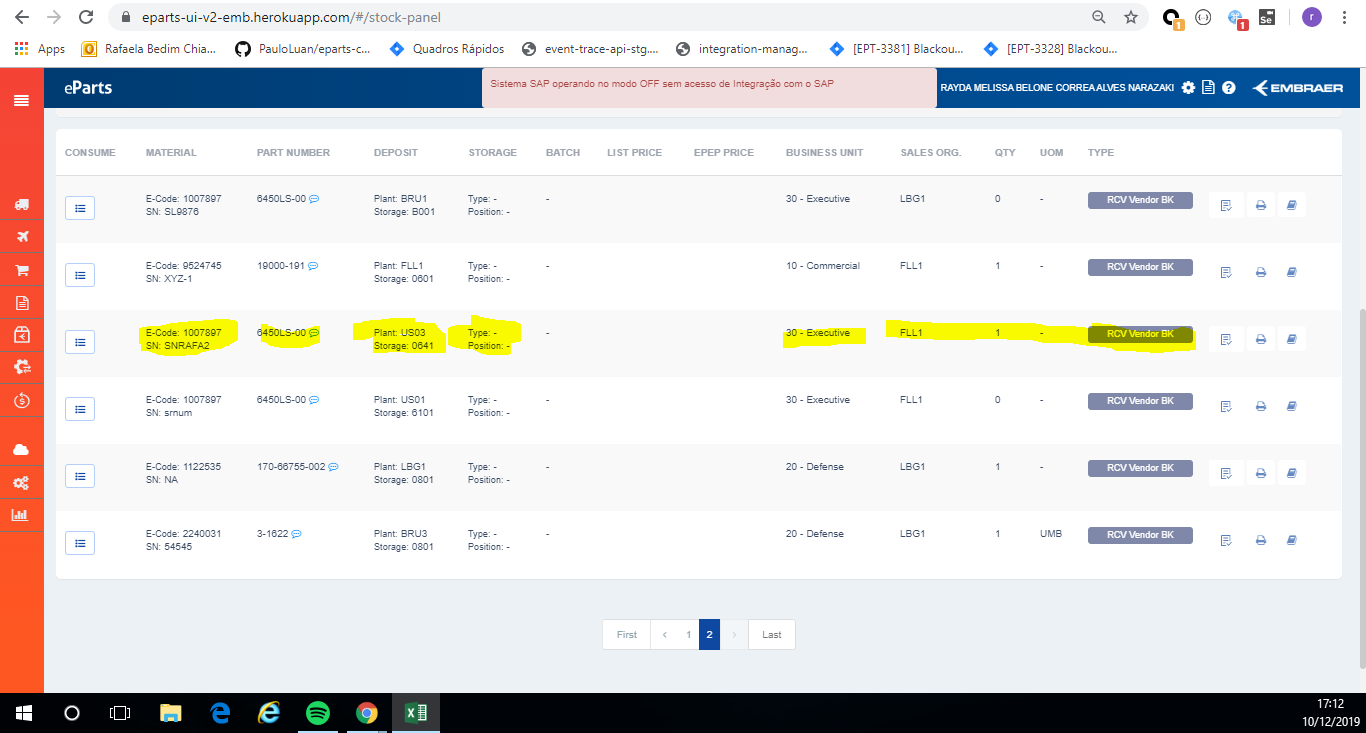 eparts-ui-v2-emb.herokuapp.com/#/stock-panel
1
1
Se
r
Apps
Rafaela Bedim Chia...
PauloLuan/eparts-c...
Quadros Rápidos
event-trace-api-stg....
integration-manag...
[EPT-3381] Blackou...
[EPT-3328] Blackou...
eParts
Sistema SAP operando no modo OFF sem acesso de Integração com o SAP
RAYDA MELISSA BELONE CORREA ALVES NARAZAKI
EMBRAER
CONSUME MATERIAL PART NUMBER DEPOSIT STORAGE BATCH LIST PRICE EPEP PRICE BUSINESS UNIT SALES ORG. QTY UOM TYPE
E-Code: 1007897 6450LS-00 Plant: BRU1 Type: - - 30 - Executive LBG1 0 - RCV Vendor BK
SN: SL9876 Storage: B001 Position: -
E-Code: 9524745 19000-191 Plant: FLL1 Type: - - 10 - Commercial FLL1 1 - RCV Vendor BK
SN: XYZ-1 Storage: 0601 Position: -
E-Code: 1007897 6450LS-00 Plant: US03 Type: - - 30 - Executive FLL1 1 - RCV Vendor BK
SN: SNRAFA2 Storage: 0641 Position: -
E-Code: 1007897 6450LS-00 Plant: US01 Type: - - 30 - Executive FLL1 0 - RCV Vendor BK
SN: srnum Storage: 6101 Position: -
E-Code: 1122535 170-66755-002 Plant: LBG1 Type: - - 20 - Defense LBG1 1 - RCV Vendor BK
SN: NA Storage: 0801 Position: -
E-Code: 2240031 3-1622 Plant: BRU3 Type: - - 20 - Defense LBG1 1 UMB RCV Vendor BK
SN: 54545 Storage: 0801 Position: -
First ‹ 1 2 › Last
17:12
10/12/2019